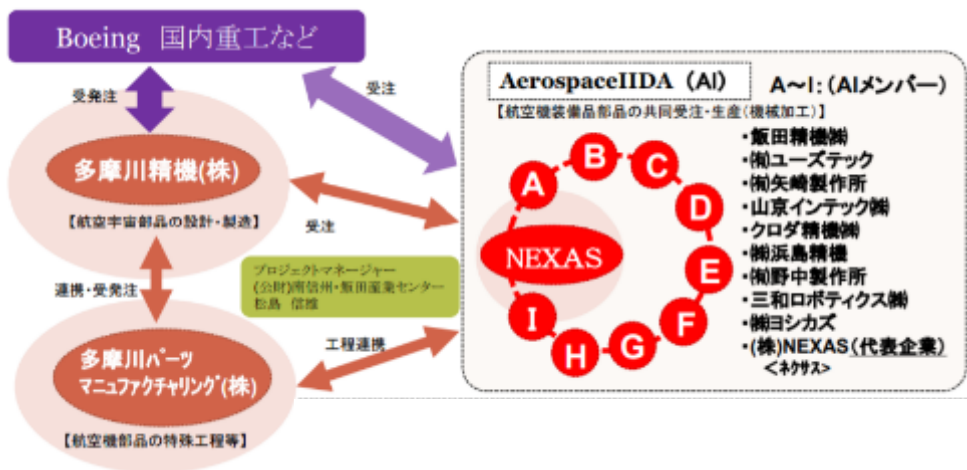 Boeing 国内重工など
受発注
受注
多摩川精機(株)
【航空宇宙部品の設計・製造】
受注
連携・受発注
プロジェクトマネージャー
(公財)南信州・飯田産業センター
松島 信雄
工程連携
多摩川パーツ
マニュファクチャリング(株)
【航空機部品の特殊工程等】
AerospaceIIDA (AI)
A~I:(AIメンバー)
【航空機装備品部品の共同受注・生産(機械加工)】
A
B
C
D
E
F
G
H
I
NEXAS
・飯田精機㈱
・㈲ユーズテック
・㈲矢崎製作所
・山京インテック㈱
・クロダ精機㈱
・㈱浜島精機
・㈲野中製作所
・三和ロボティクス㈱
・㈱ヨシカズ
・(株)NEXAS(代表企業)
<ネクサス>